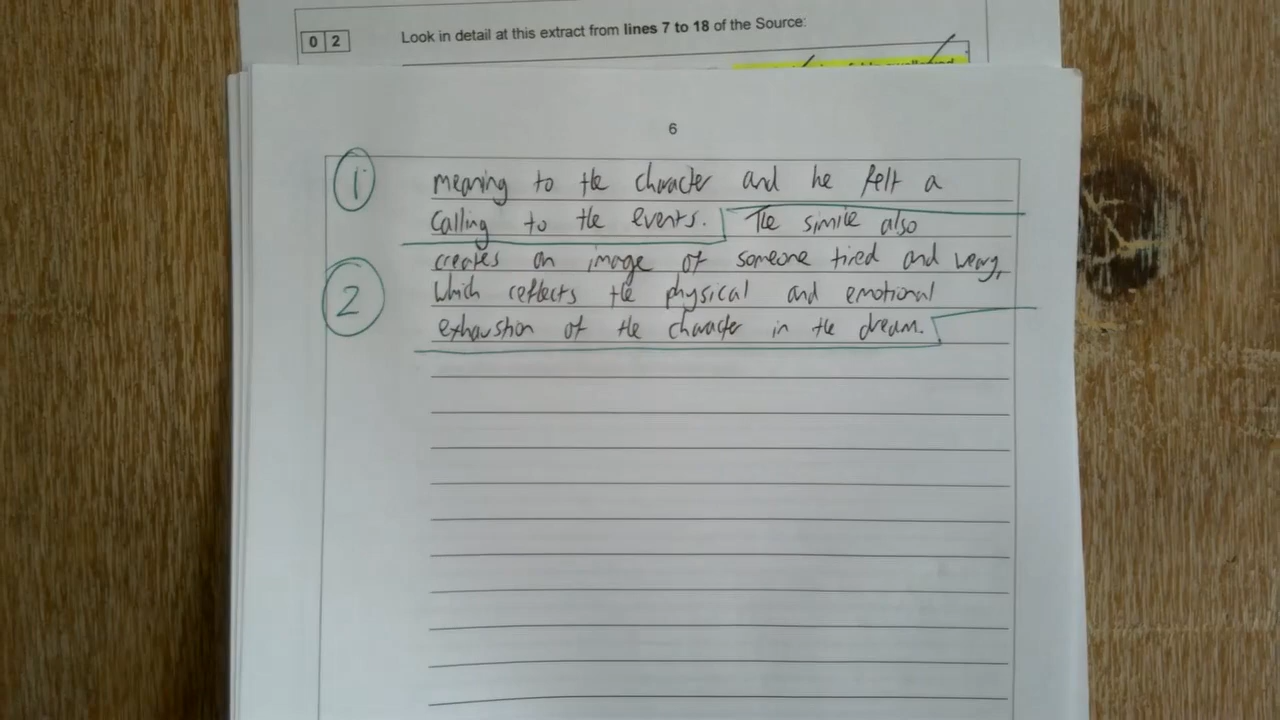 0 2 Look in detail at this extract from lines 7 to 18 of the Source:
6
1 meaning to the character and he felt a
calling to the events. The simile also
creates an image of someone tired and weary,
2 which reflects the physical and emotional
exhaustion of the character in the dream.